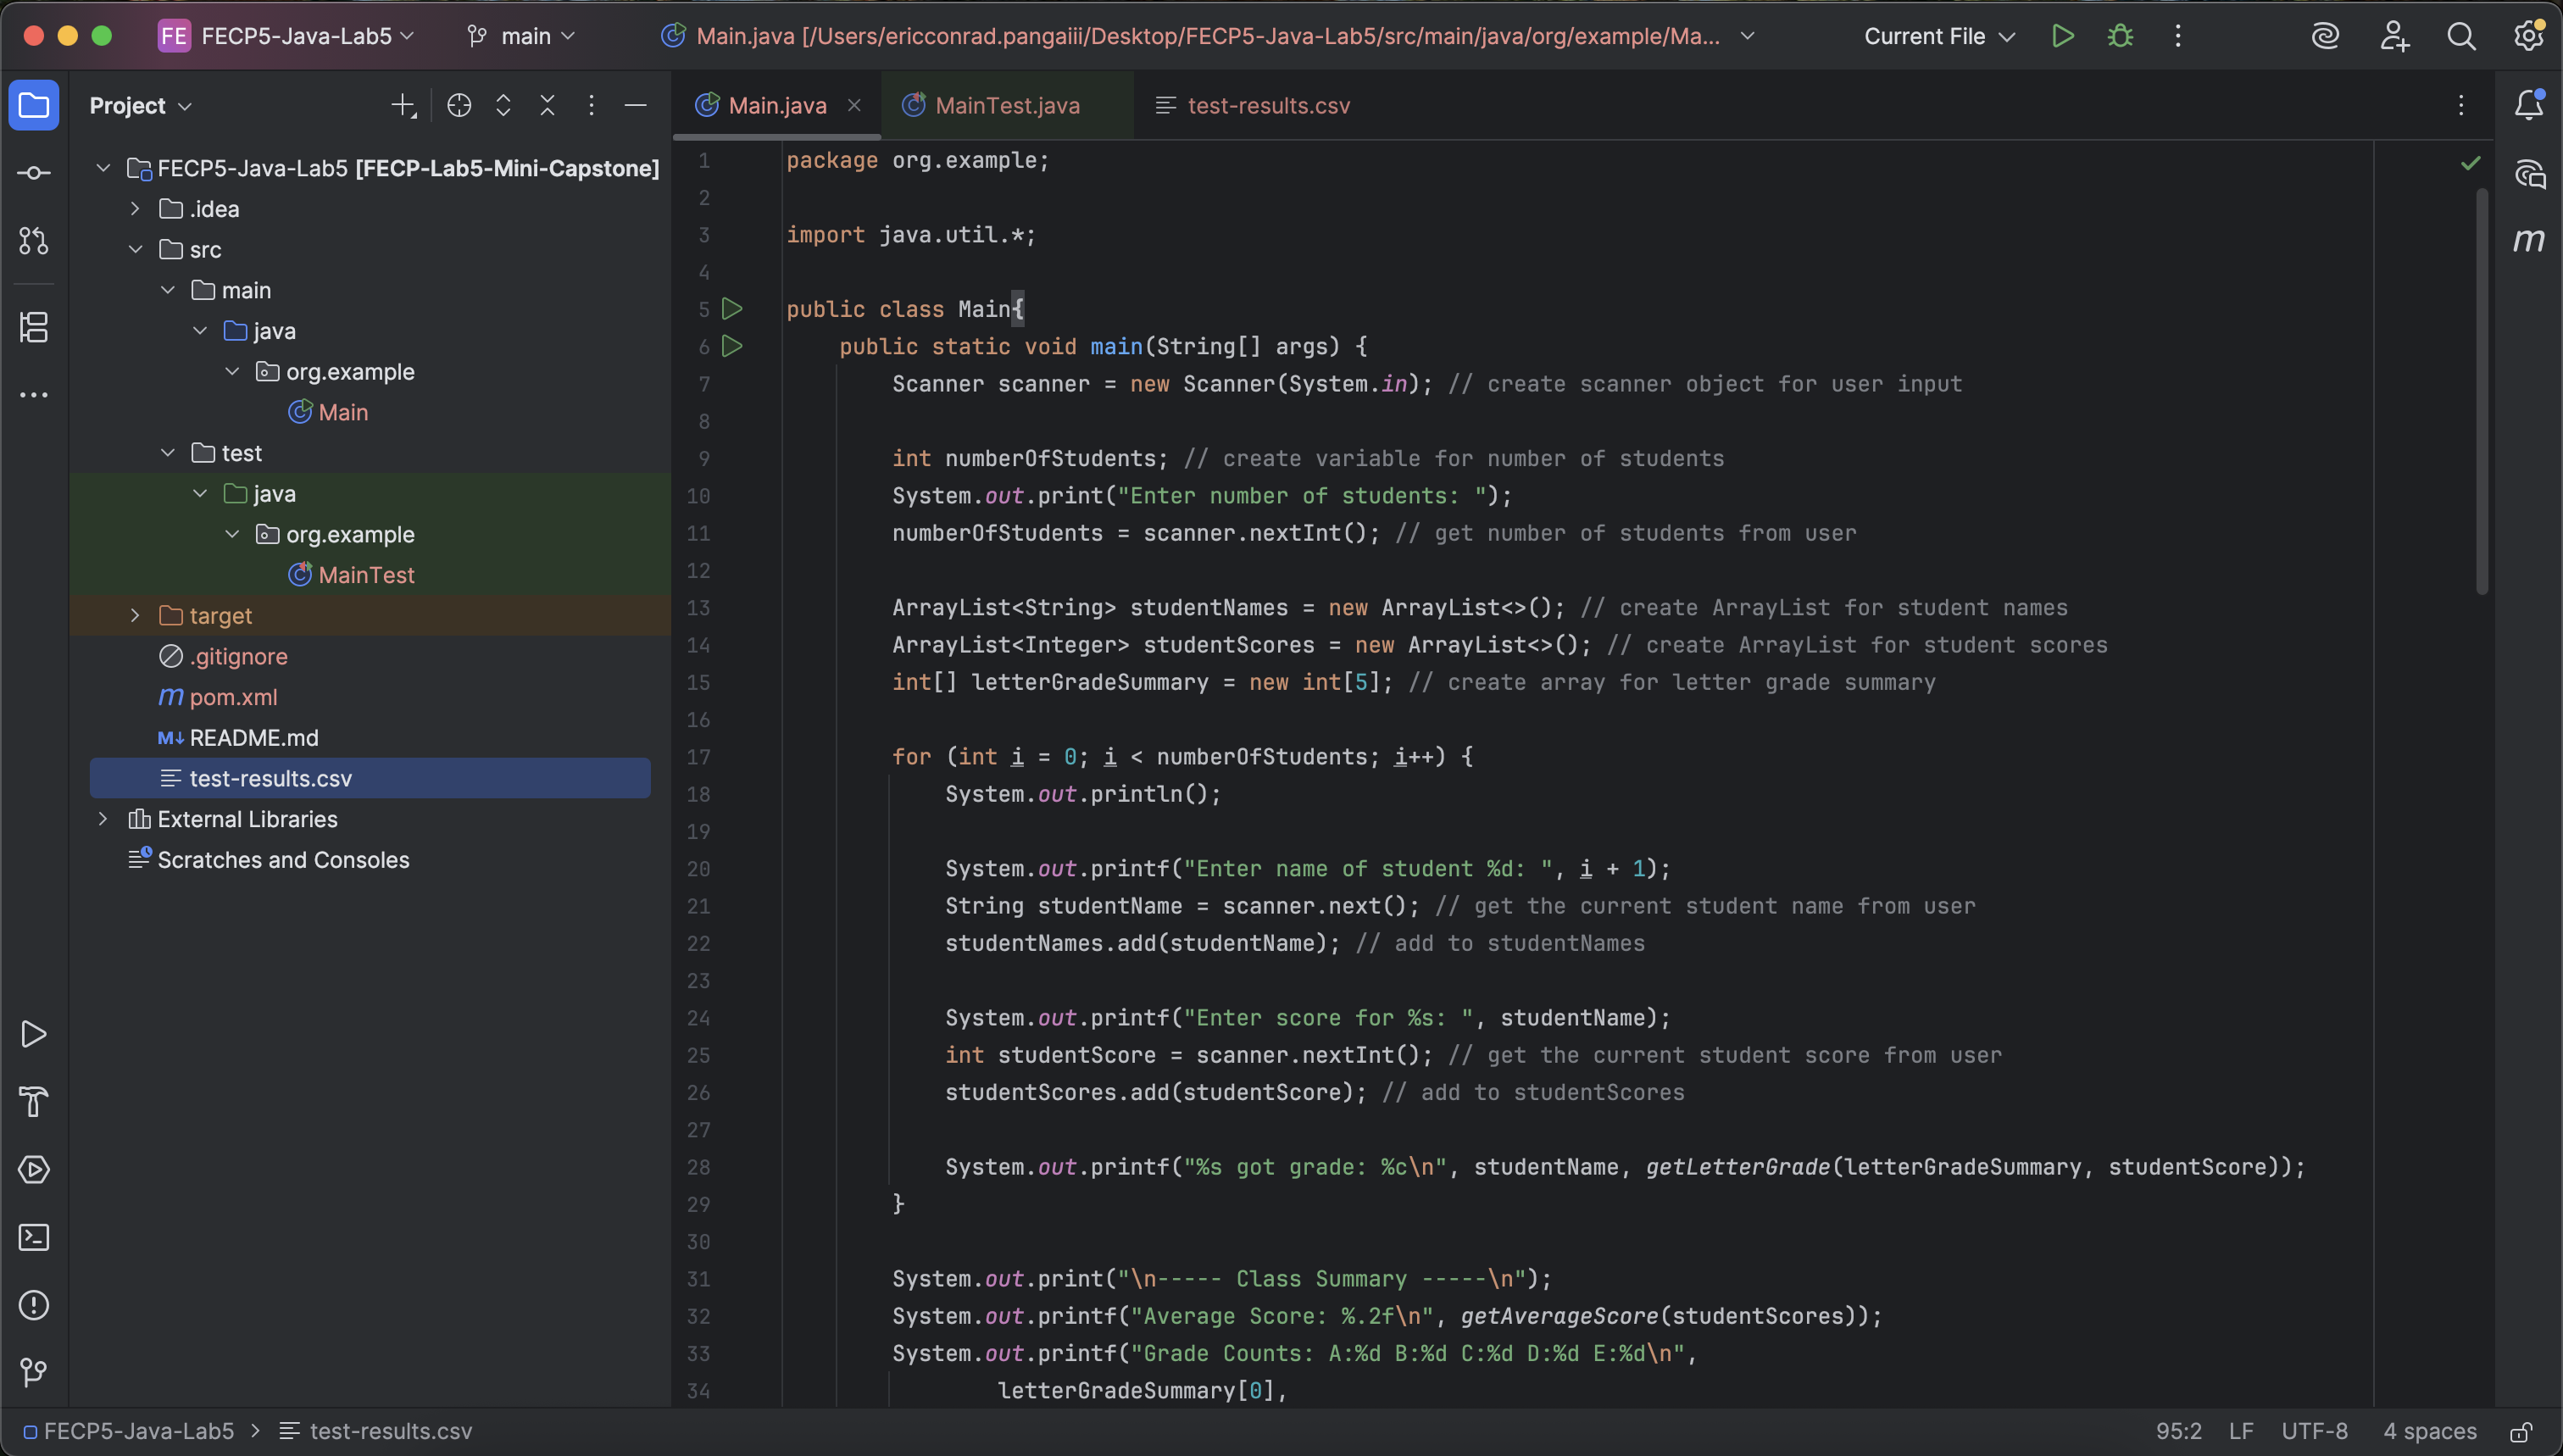 FE FECP5-Java-Lab5 main Main.java [/Users/ericconrad.pangaiii/Desktop/FECP5-Java-Lab5/src/main/java/org/example/Ma... Current File
Project
Main.java MainTest.java test-results.csv
FECP5-Java-Lab5 [FECP-Lab5-Mini-Capstone]
.idea
src
main
java
org.example
Main
test
java
org.example
MainTest
target
.gitignore
m pom.xml
M↓ README.md
test-results.csv
External Libraries
Scratches and Consoles
1 package org.example;
2
3 import java.util.*;
4
5 public class Main{
6 public static void main(String[] args) {
7 Scanner scanner = new Scanner(System.in); // create scanner object for user input
8
9 int numberOfStudents; // create variable for number of students
10 System.out.print("Enter number of students: ");
11 numberOfStudents = scanner.nextInt(); // get number of students from user
12
13 ArrayList<String> studentNames = new ArrayList<>(); // create ArrayList for student names
14 ArrayList<Integer> studentScores = new ArrayList<>(); // create ArrayList for student scores
15 int[] letterGradeSummary = new int[5]; // create array for letter grade summary
16
17 for (int i = 0; i < numberOfStudents; i++) {
18 System.out.println();
19
20 System.out.printf("Enter name of student %d: ", i + 1);
21 String studentName = scanner.next(); // get the current student name from user
22 studentNames.add(studentName); // add to studentNames
23
24 System.out.printf("Enter score for %s: ", studentName);
25 int studentScore = scanner.nextInt(); // get the current student score from user
26 studentScores.add(studentScore); // add to studentScores
27
28 System.out.printf("%s got grade: %c\n", studentName, getLetterGrade(letterGradeSummary, studentScore));
29 }
30
31 System.out.print("\n----- Class Summary -----\n");
32 System.out.printf("Average Score: %.2f\n", getAverageScore(studentScores));
33 System.out.printf("Grade Counts: A:%d B:%d C:%d D:%d E:%d\n",
34 letterGradeSummary[0],
m
FECP5-Java-Lab5 > test-results.csv 95:2 LF UTF-8 4 spaces